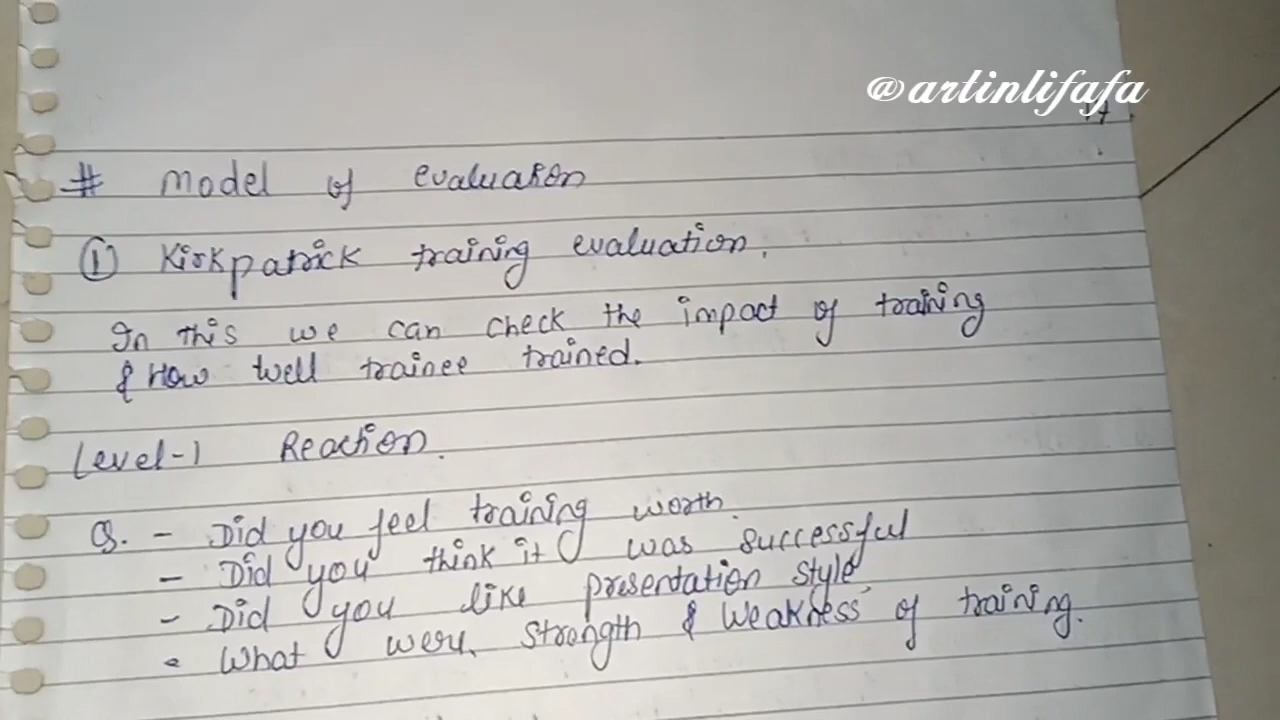 @artinlifafa
# model of evaluation
① Kirkpatrick training evaluation.
In this we can check the impact of training
& How well trainee trained.
Level-1 Reaction.
Q. - Did you feel training worth
- Did you think it was successful
- Did you like presentation style
- What were strength & weakness of training.